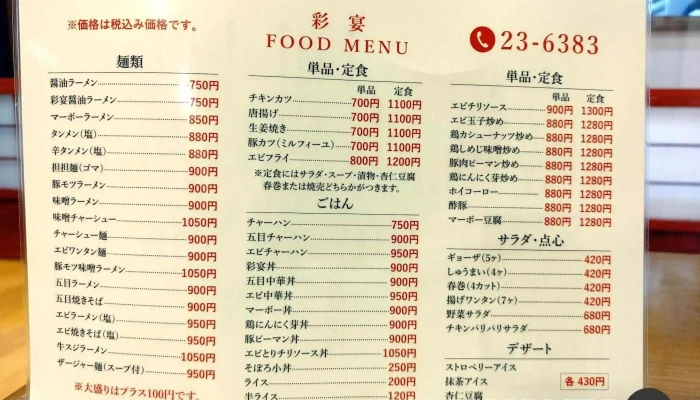 ※価格は税込み価格です。
彩宴
FOOD MENU
23-6383
麺類
醤油ラーメン 750円
彩宴醤油ラーメン 750円
マーボーラーメン 850円
タンメン(塩) 880円
辛タンメン(塩) 880円
担担麺(ゴマ) 900円
豚モツラーメン 900円
味噌ラーメン 900円
味噌チャーシュー 1050円
チャーシュー麺 900円
エビワンタン麺 900円
豚モツ味噌ラーメン 1050円
五目ラーメン 900円
五目焼きそば 900円
エビラーメン(塩) 950円
エビ焼きそば(塩) 950円
牛スジラーメン 1050円
ザージャー麺(スープ付) 950円
※大盛りはプラス100円です。
単品・定食
単品 定食
チキンカツ 700円 1100円
唐揚げ 700円 1100円
生姜焼き 700円 1100円
豚カツ(ミルフィーユ) 700円 1100円
エビフライ 800円 1200円
※定食にはサラダ・スープ・漬物・杏仁豆腐
春巻または焼売どちらかがつきます。
ごはん
チャーハン 750円
五目チャーハン 900円
エビチャーハン 950円
彩宴丼 900円
五目中華丼 900円
エビ中華丼 900円
マーボー丼 900円
鶏にんにく芽丼 900円
豚ピーマン丼 900円
エビとりチリソース丼 1050円
そぼろ小丼 250円
ライス 200円
半ライス 120円
単品・定食
単品 定食
エビチリソース 900円 1300円
エビ玉子炒め 880円 1280円
鶏カシューナッツ炒め 880円 1280円
鶏しめじ味噌炒め 880円 1280円
豚肉ピーマン炒め 880円 1280円
鶏にんにく芽炒め 880円 1280円
ホイコーロー 880円 1280円
酢豚 880円 1280円
マーボー豆腐 880円 1280円
サラダ・点心
ギョーザ(5ヶ) 420円
しゅうまい(4ヶ) 420円
春巻(4カット) 420円
揚げワンタン(7ヶ) 420円
野菜サラダ 680円
チキンパリパリサラダ 680円
デザート
ストロベリーアイス
抹茶アイス 各430円
杏仁豆腐